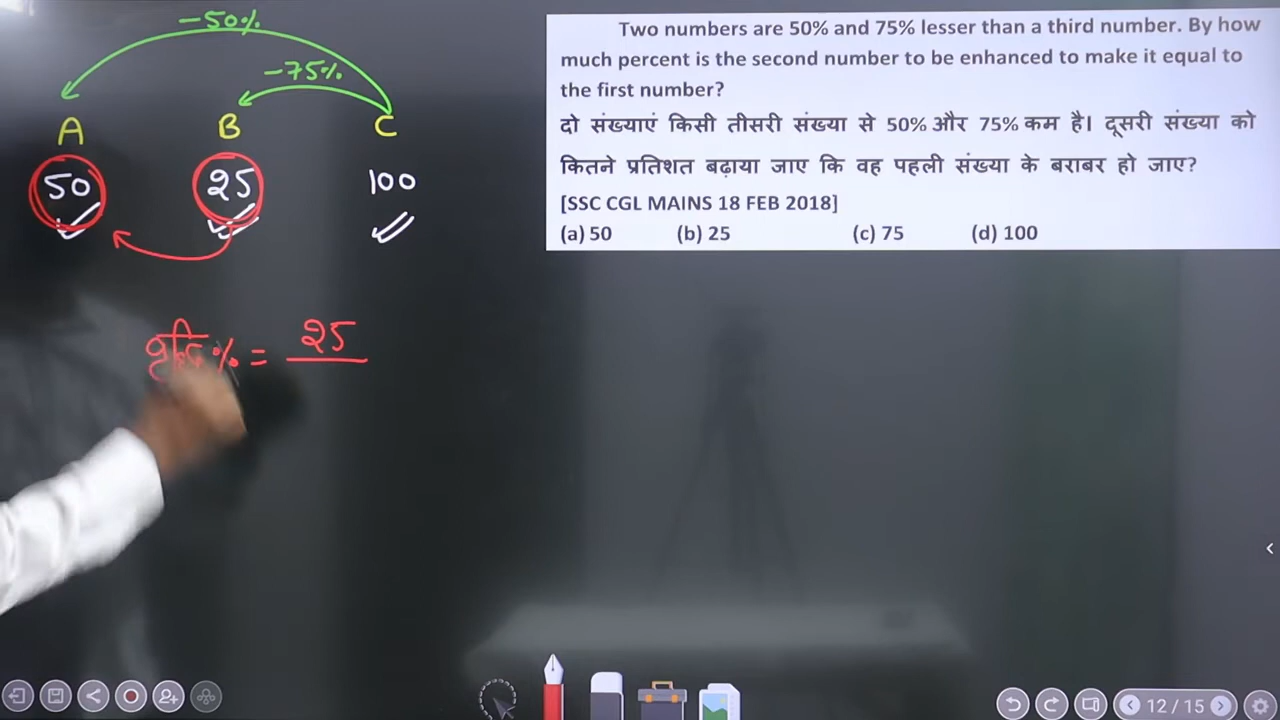 -50%
-75%
A B C
50 25 100
वृद्धि% = 25
Two numbers are 50% and 75% lesser than a third number. By how
much percent is the second number to be enhanced to make it equal to
the first number?
दो संख्याएं किसी तीसरी संख्या से 50% और 75% कम है। दूसरी संख्या को
कितने प्रतिशत बढ़ाया जाए कि वह पहली संख्या के बराबर हो जाए?
[SSC CGL MAINS 18 FEB 2018]
(a) 50 (b) 25 (c) 75 (d) 100
12 / 15